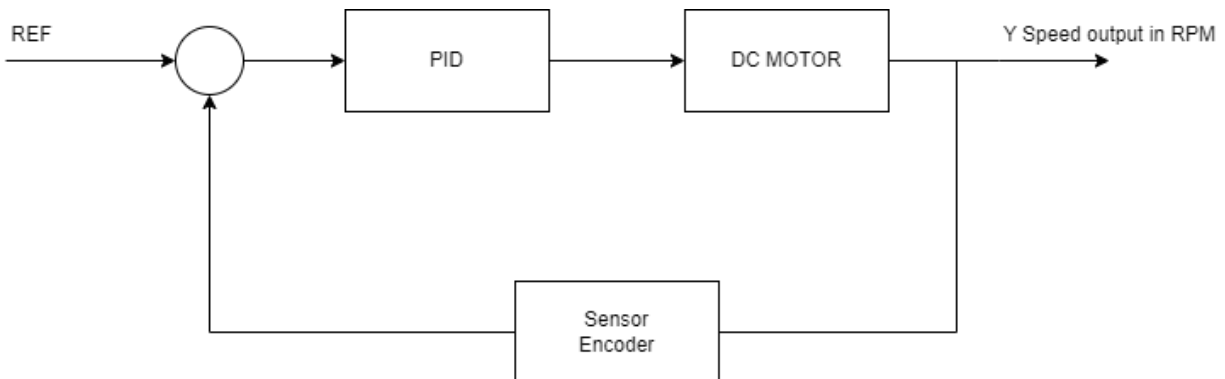 REF
PID
DC MOTOR
Y Speed output in RPM
Sensor
Encoder